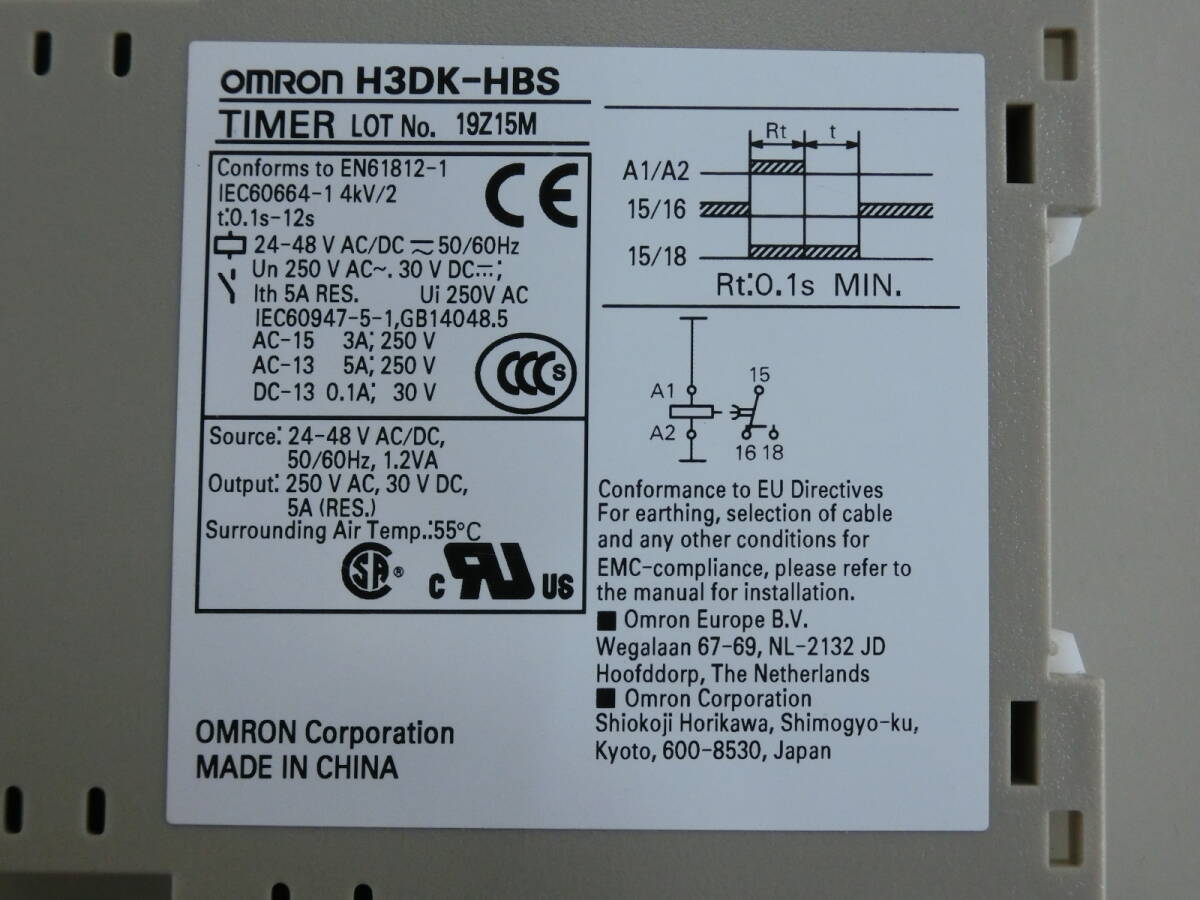 omron H3DK-HBS
TIMER LOT No. 19Z15M
Conforms to EN61812-1
IEC60664-1 4kV/2
t:0.1s-12s
24-48 V AC/DC ⎓ 50/60Hz
Un 250 V AC~. 30 V DC⎓;
Ith 5A RES. Ui 250V AC
IEC60947-5-1,GB14048.5
AC-15 3A; 250 V
AC-13 5A; 250 V
DC-13 0.1A; 30 V
CE
CCC S
Source: 24-48 V AC/DC,
50/60Hz, 1.2VA
Output: 250 V AC, 30 V DC,
5A (RES.)
Surrounding Air Temp.:55°C
SA ®
c RU US
OMRON Corporation
MADE IN CHINA
Rt t
A1/A2
15/16
15/18
Rt:0.1s MIN.
A1 15
A2
16 18
Conformance to EU Directives
For earthing, selection of cable
and any other conditions for
EMC-compliance, please refer to
the manual for installation.
■ Omron Europe B.V.
Wegalaan 67-69, NL-2132 JD
Hoofddorp, The Netherlands
■ Omron Corporation
Shiokoji Horikawa, Shimogyo-ku,
Kyoto, 600-8530, Japan